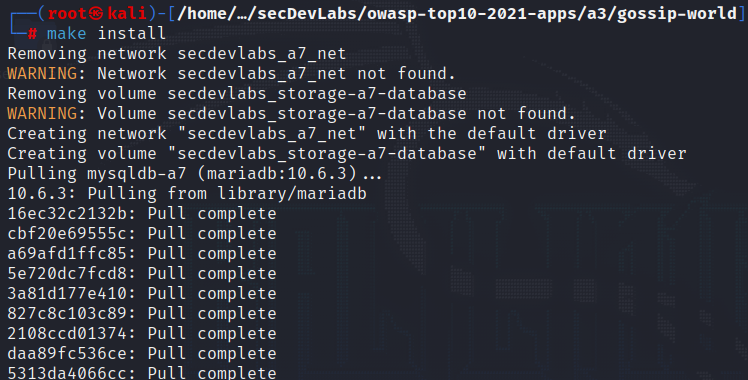 ┌──(root㉿kali)-[/home/…/secDevLabs/owasp-top10-2021-apps/a3/gossip-world]
└─# make install
Removing network secdevlabs_a7_net
WARNING: Network secdevlabs_a7_net not found.
Removing volume secdevlabs_storage-a7-database
WARNING: Volume secdevlabs_storage-a7-database not found.
Creating network "secdevlabs_a7_net" with the default driver
Creating volume "secdevlabs_storage-a7-database" with default driver
Pulling mysqldb-a7 (mariadb:10.6.3)...
10.6.3: Pulling from library/mariadb
16ec32c2132b: Pull complete
cbf20e69555c: Pull complete
a69afd1ffc85: Pull complete
5e720dc7fcd8: Pull complete
3a81d177e410: Pull complete
827c8c103c89: Pull complete
2108ccd01374: Pull complete
daa89fc536ce: Pull complete
5313da4066cc: Pull complete